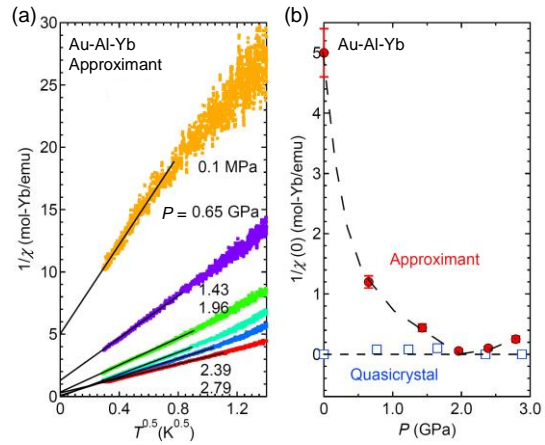 (a)
Au-Al-Yb
Approximant
30
25
20
15
10
5
0
1/χ (mol-Yb/emu)
0.1 MPa
P = 0.65 GPa
1.43
1.96
2.39
2.79
0
0.4
0.8
1.2
T^0.5(K^0.5)
(b)
Au-Al-Yb
5
4
3
2
1
0
1/χ (0) (mol-Yb/emu)
Approximant
Quasicrystal
0
1.0
2.0
3.0
P (GPa)